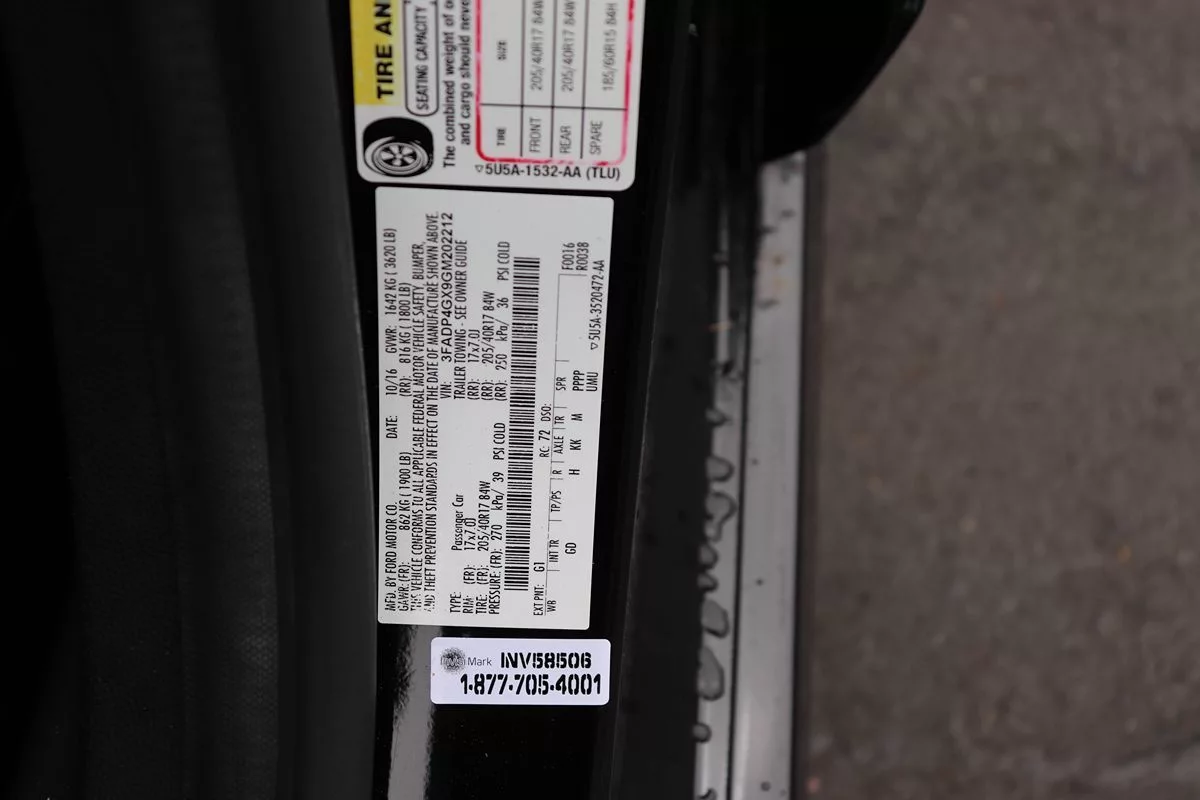 TIRE AN
SEATING CAPACITY
The combined weight of oc
and cargo should neve
TIRE SIZE
FRONT 205/40R17 84W
REAR 205/40R17 84W
SPARE 185/60R15 84H
5U5A-1532-AA (TLU)
MFD. BY FORD MOTOR CO.
DATE: 10/16 GVWR: 1642 KG ( 3620 LB)
GAWR:(FR): 862 KG ( 1900 LB) (RR): 816 KG ( 1800 LB)
THIS VEHICLE CONFORMS TO ALL APPLICABLE FEDERAL MOTOR VEHICLE SAFETY, BUMPER,
AND THEFT PREVENTION STANDARDS IN EFFECT ON THE DATE OF MANUFACTURE SHOWN ABOVE.
VIN: 3FADP4GX9GM202212
TYPE: Passenger Car TRAILER TOWING - SEE OWNER GUIDE
RIM: (FR): 17x7.0J (RR): 17x7.0J
TIRE: (FR): 205/40R17 84W (RR): 205/40R17 84W
PRESSURE:(FR): 270 kPa/ 39 PSI COLD (RR): 250 kPa/ 36 PSI COLD
EXT PNT: G1 RC: 72 DSO: F0016
WB INT TR TP/PS R AXLE TR SPR R0038
GD H KK M PPPP
UMU 5U5A-3520472-AA
Mark INV58506
1-877-705-4001